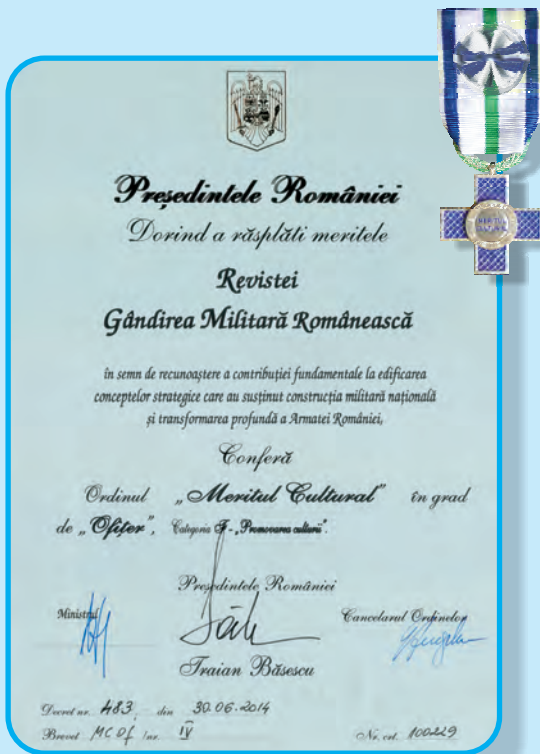 Președintele României
Dorind a răsplăti meritele
Revistei
Gândirea Militară Românească
în semn de recunoaștere a contribuției fundamentale la edificarea
conceptelor strategice care au susținut construcția militară națională
și transformarea profundă a Armatei României,
Conferă
Ordinul „Meritul Cultural” în grad
de „Ofițer”, Categoria F - „Promovarea culturii”.
Președintele României
Ministrul
Cancelarul Ordinelor
Traian Băsescu
Decret nr. 483, din 30.06.2014
Brevet MCOf /nr. IV
No. crt. 100229
MERITUL
CULTURAL